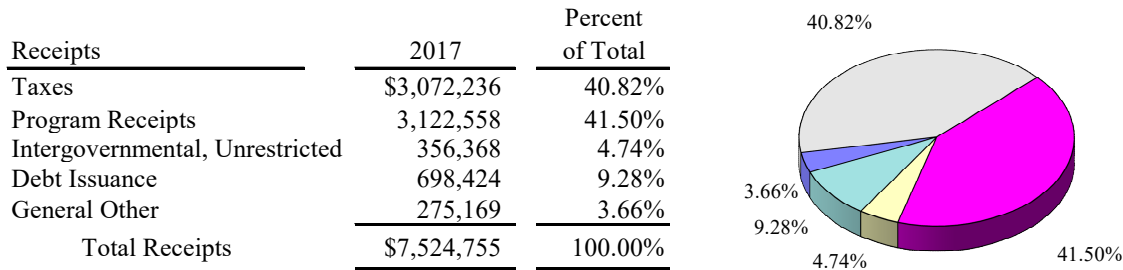 Percent
Receipts 2017 of Total
Taxes $3,072,236 40.82%
Program Receipts 3,122,558 41.50%
Intergovernmental, Unrestricted 356,368 4.74%
Debt Issuance 698,424 9.28%
General Other 275,169 3.66%
Total Receipts $7,524,755 100.00%
40.82%
3.66%
9.28%
4.74%
41.50%